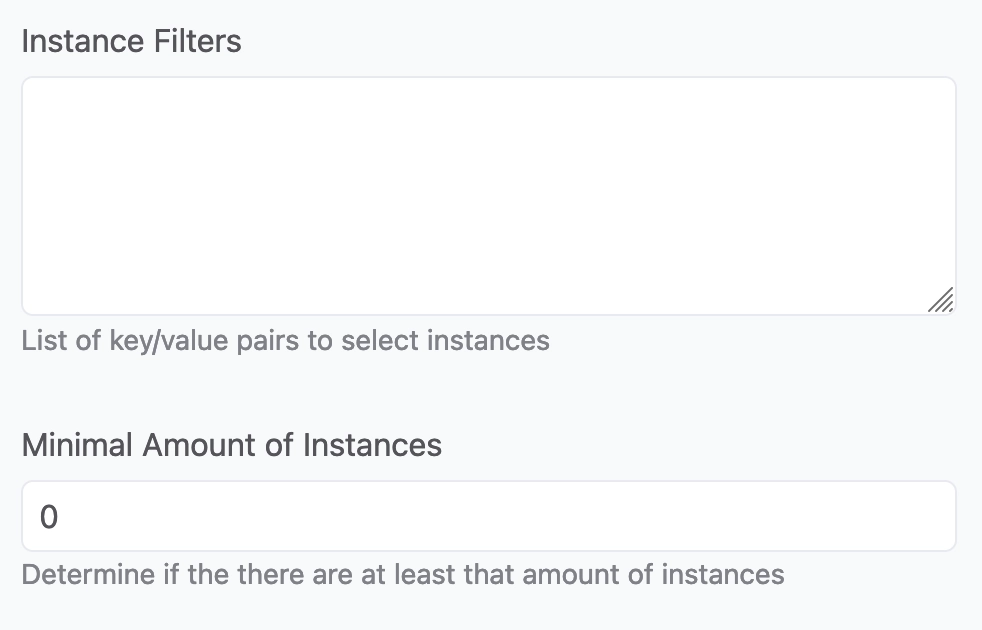 Instance Filters
List of key/value pairs to select instances
Minimal Amount of Instances
0
Determine if the there are at least that amount of instances